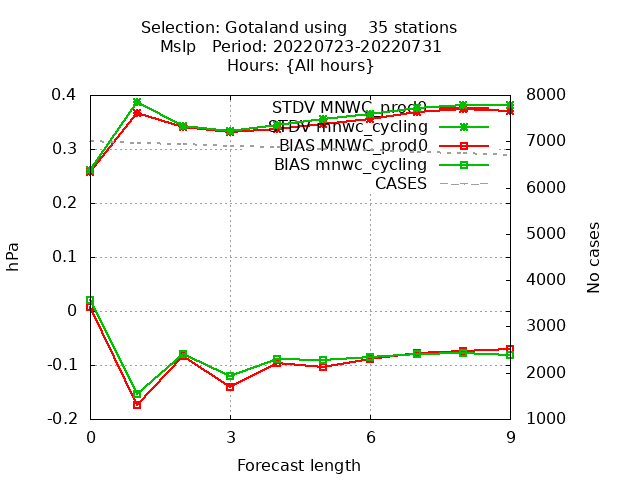 Selection: Gotaland using    35 stations
Mslp   Period: 20220723-20220731
Hours: {All hours}
0.4
0.3
0.2
0.1
0
-0.1
-0.2
hPa
8000
7000
6000
5000
4000
3000
2000
1000
No cases
STDV MNWC_prod0
STDV mnwc_cycling
BIAS MNWC_prod0
BIAS mnwc_cycling
CASES
0 3 6 9
Forecast length